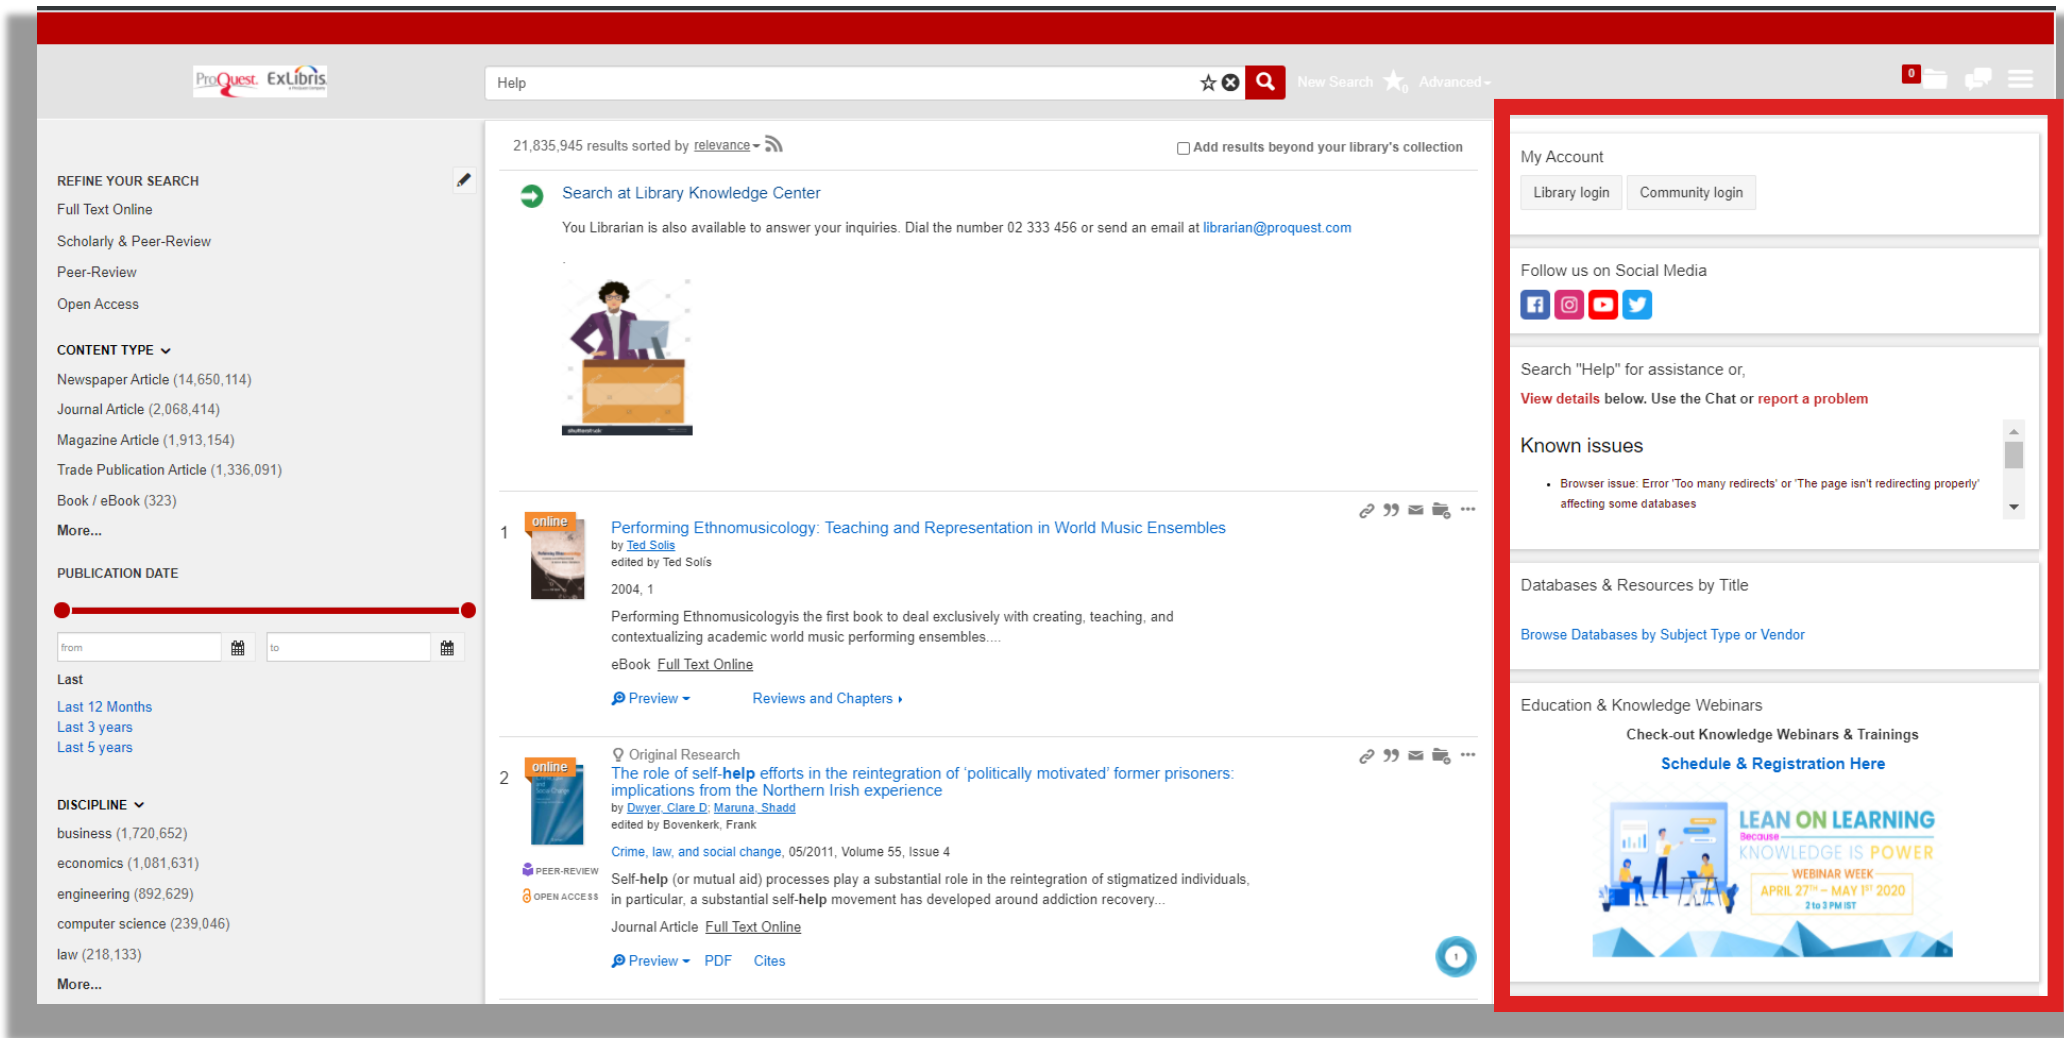 ProQuest. ExLibris
Help
New Search
0
Advanced
0
21,835,945 results sorted by relevance
Add results beyond your library's collection
REFINE YOUR SEARCH
Full Text Online
Scholarly & Peer-Review
Peer-Review
Open Access
CONTENT TYPE
Newspaper Article (14,650,114)
Journal Article (2,068,414)
Magazine Article (1,913,154)
Trade Publication Article (1,336,091)
Book / eBook (323)
More...
PUBLICATION DATE
from
to
Last
Last 12 Months
Last 3 years
Last 5 years
DISCIPLINE
business (1,720,652)
economics (1,081,631)
engineering (892,629)
computer science (239,046)
law (218,133)
More...
Search at Library Knowledge Center
You Librarian is also available to answer your inquiries. Dial the number 02 333 456 or send an email at librarian@proquest.com
.
1
online
Performing Ethnomusicology: Teaching and Representation in World Music Ensembles
by Ted Solis
edited by Ted Solís
2004, 1
Performing Ethnomusicologyis the first book to deal exclusively with creating, teaching, and
contextualizing academic world music performing ensembles....
eBook Full Text Online
Preview
Reviews and Chapters
2
online
Original Research
The role of self-help efforts in the reintegration of 'politically motivated' former prisoners:
implications from the Northern Irish experience
by Dwyer, Clare D; Maruna, Shadd
edited by Bovenkerk, Frank
Crime, law, and social change, 05/2011, Volume 55, Issue 4
PEER-REVIEW
OPEN ACCESS
Self-help (or mutual aid) processes play a substantial role in the reintegration of stigmatized individuals,
in particular, a substantial self-help movement has developed around addiction recovery...
Journal Article Full Text Online
Preview
PDF
Cites
1
My Account
Library login
Community login
Follow us on Social Media
Search "Help" for assistance or,
View details below. Use the Chat or report a problem
Known issues
• Browser issue: Error 'Too many redirects' or 'The page isn't redirecting properly'
affecting some databases
Databases & Resources by Title
Browse Databases by Subject Type or Vendor
Education & Knowledge Webinars
Check-out Knowledge Webinars & Trainings
Schedule & Registration Here
LEAN ON LEARNING
Because
KNOWLEDGE IS POWER
WEBINAR WEEK
APRIL 27TH – MAY 1ST 2020
2 to 3 PM IST